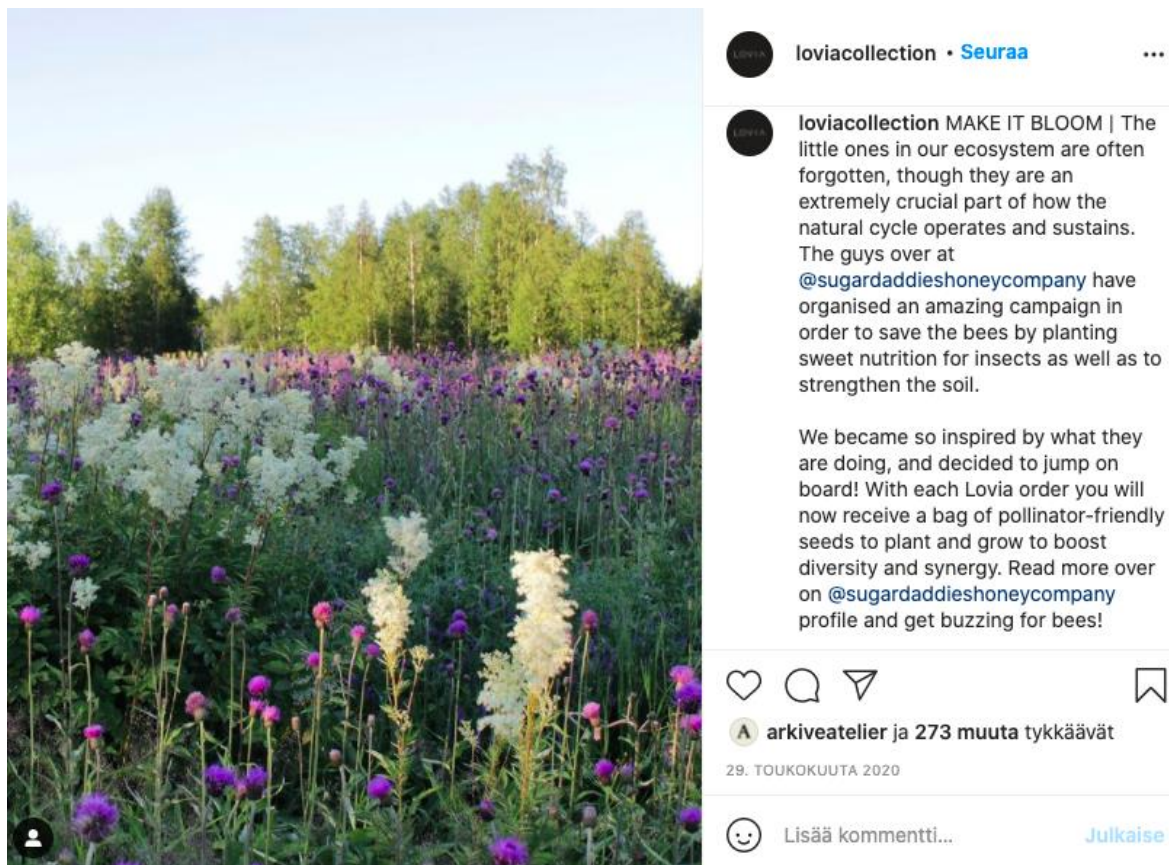 LOVIA
loviacollection • Seuraa
LOVIA
loviacollection MAKE IT BLOOM | The
little ones in our ecosystem are often
forgotten, though they are an
extremely crucial part of how the
natural cycle operates and sustains.
The guys over at
@sugardaddieshoneycompany have
organised an amazing campaign in
order to save the bees by planting
sweet nutrition for insects as well as to
strengthen the soil.
We became so inspired by what they
are doing, and decided to jump on
board! With each Lovia order you will
now receive a bag of pollinator-friendly
seeds to plant and grow to boost
diversity and synergy. Read more over
on @sugardaddieshoneycompany
profile and get buzzing for bees!
A arkiveatelier ja 273 muuta tykkäävät
29. TOUKOKUUTA 2020
Lisää kommentti... Julkaise